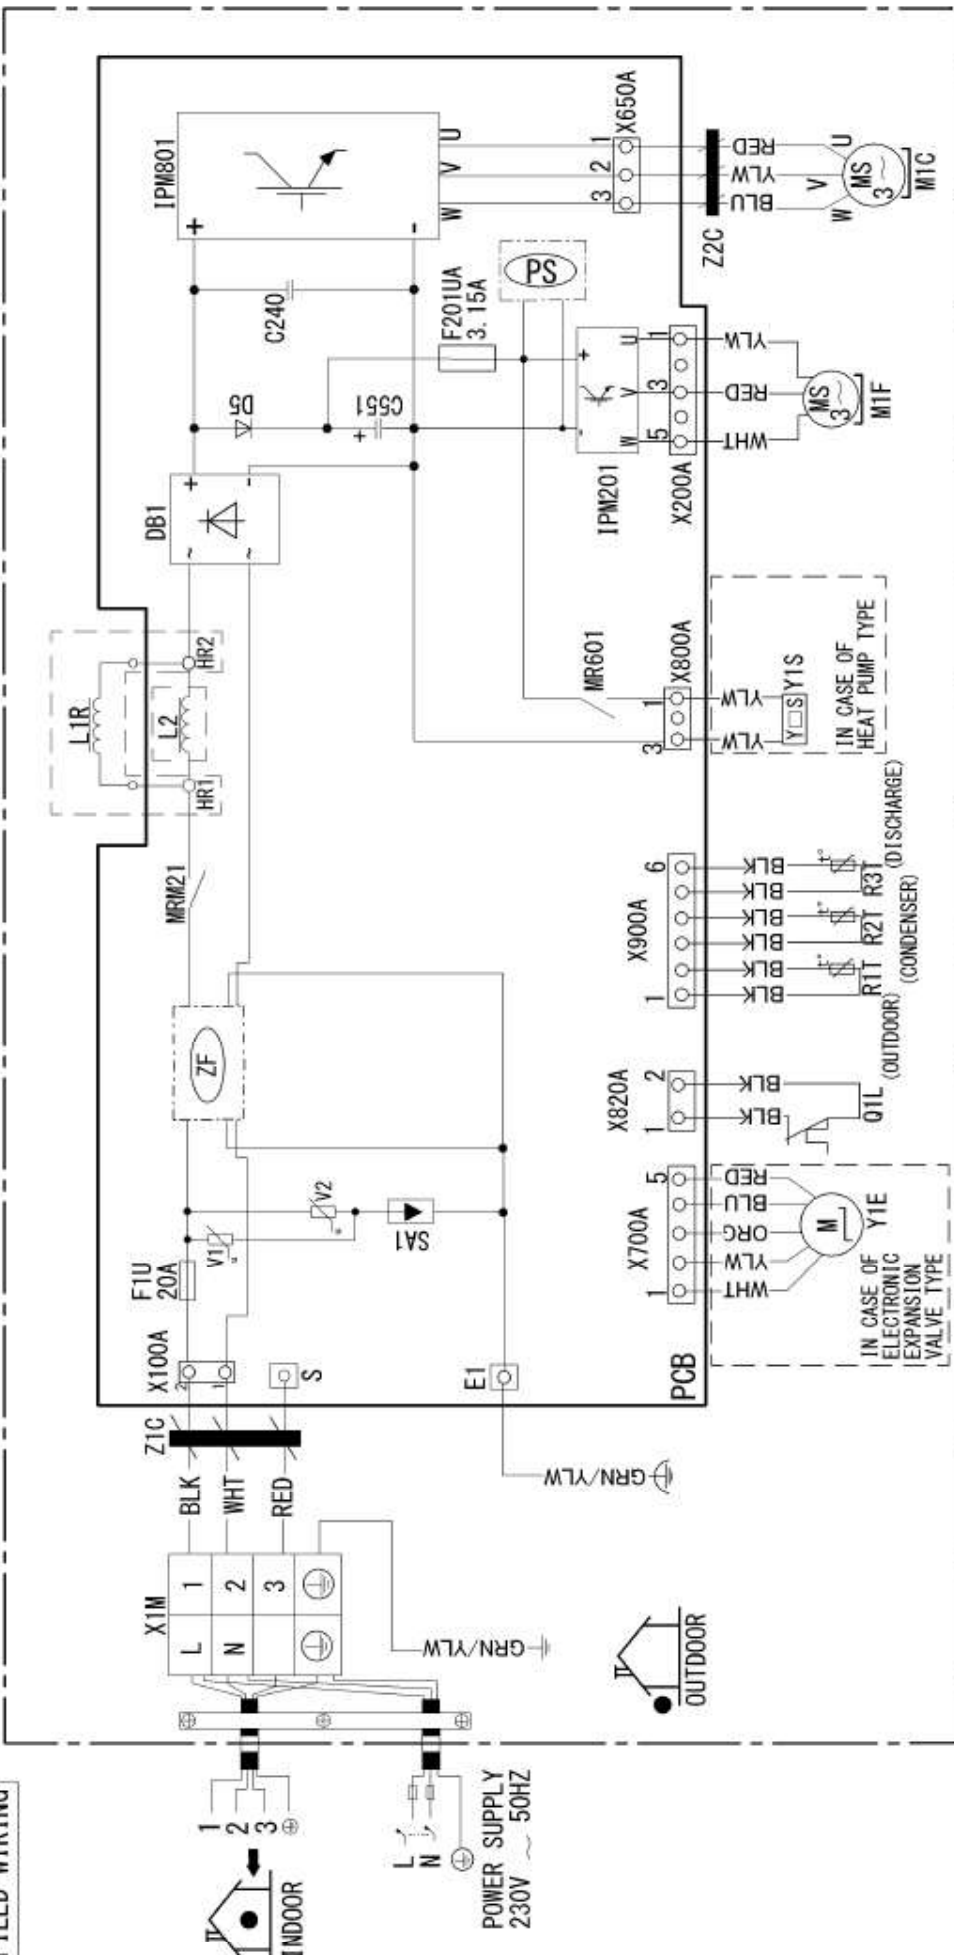 FIELD WIRING
INDOOR
1
2
3
L
N
POWER SUPPLY
230V ~ 50HZ
OUTDOOR
X1M
L
N
1
2
3
GRN/YLW
BLK
WHT
RED
Z1C
X100A
2
1
S
E1
GRN/YLW
PCB
F1U
20A
V1
V2
SA1
ZF
MRM21
HR1
HR2
L1R
L2
DB1
+
-
~
~
D5
C551
+
C240
IPM801
+
-
U
V
W
F201UA
3.15A
PS
IPM201
+
-
U
V
W
X200A
5
3
1
WHT
RED
YLW
MS
3~
M1F
X650A
3
2
1
Z2C
BLU
YLW
RED
W
V
U
MS
3~
M1C
MR601
X800A
3
1
YLW
YLW
Y S
Y1S
IN CASE OF
HEAT PUMP TYPE
X900A
1
6
BLK
BLK
BLK
BLK
BLK
BLK
t°
t°
t°
R1T
R2T
R3T
(OUTDOOR)
(CONDENSER)
(DISCHARGE)
X820A
1
2
BLK
BLK
Q1L
X700A
1
5
WHT
YLW
ORG
BLU
RED
M
Y1E
IN CASE OF
ELECTRONIC
EXPANSION
VALVE TYPE